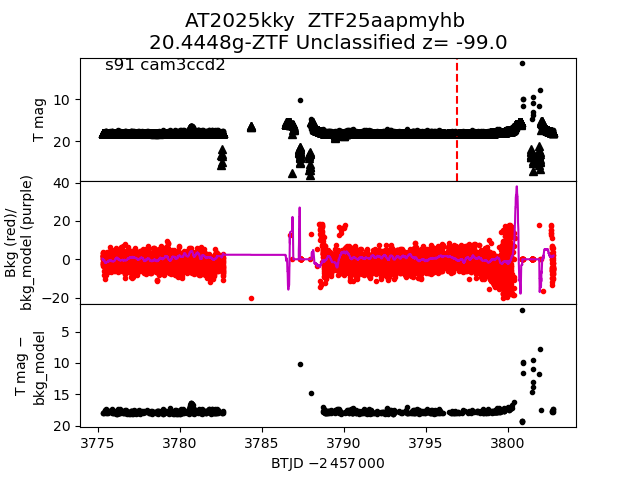 AT2025kky  ZTF25aapmyhb
20.4448g-ZTF Unclassified z= -99.0
s91 cam3ccd2
10
20
T mag
40
20
0
−20
Bkg (red)/
bkg_model (purple)
5
10
15
20
T mag −
bkg_model
3775
3780
3785
3790
3795
3800
BTJD −2 457 000